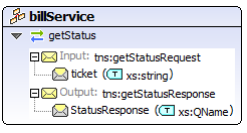 billService
getStatus
Input: tns:getStatusRequest
ticket (T xs:string)
Output: tns:getStatusResponse
StatusResponse (T xs:QName)